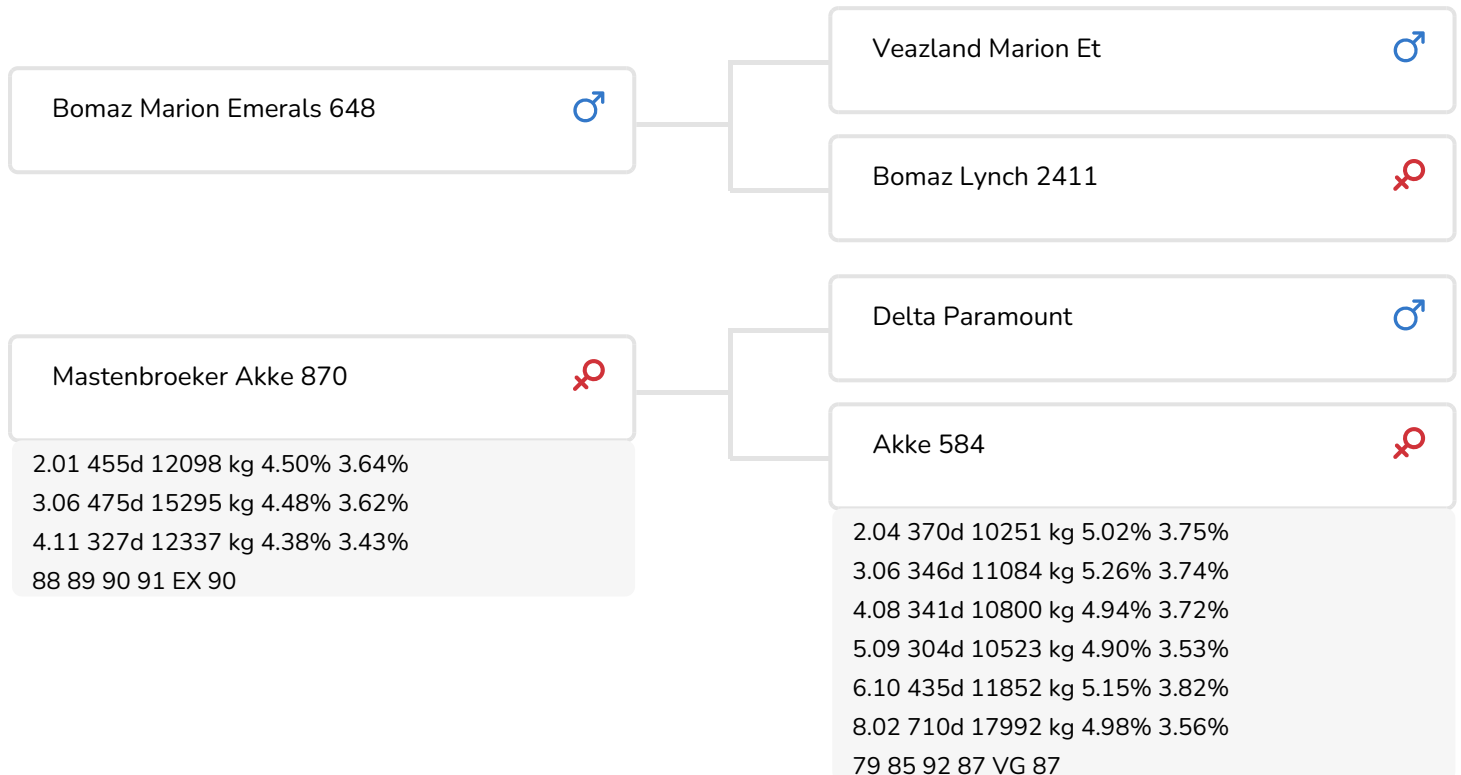 Bomaz Marion Emerals 648
Veazland Marion Et
Bomaz Lynch 2411
Mastenbroeker Akke 870
2.01 455d 12098 kg 4.50% 3.64%
3.06 475d 15295 kg 4.48% 3.62%
4.11 327d 12337 kg 4.38% 3.43%
88 89 90 91 EX 90
Delta Paramount
Akke 584
2.04 370d 10251 kg 5.02% 3.75%
3.06 346d 11084 kg 5.26% 3.74%
4.08 341d 10800 kg 4.94% 3.72%
5.09 304d 10523 kg 4.90% 3.53%
6.10 435d 11852 kg 5.15% 3.82%
8.02 710d 17992 kg 4.98% 3.56%
79 85 92 87 VG 87